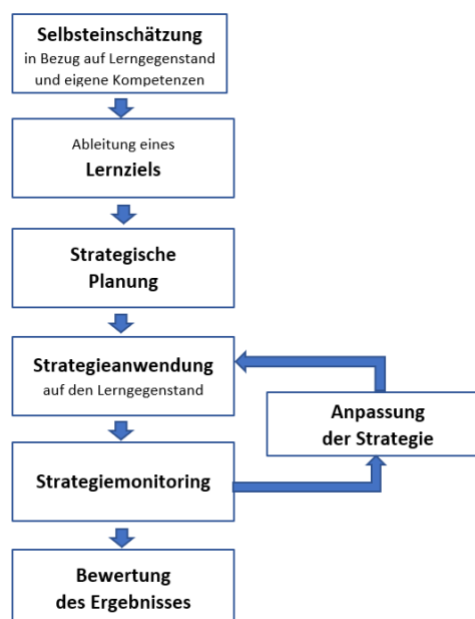 Selbsteinschätzung
in Bezug auf Lerngegenstand
und eigene Kompetenzen
Ableitung eines
Lernziels
Strategische
Planung
Strategieanwendung
auf den Lerngegenstand
Anpassung
der Strategie
Strategiemonitoring
Bewertung
des Ergebnisses